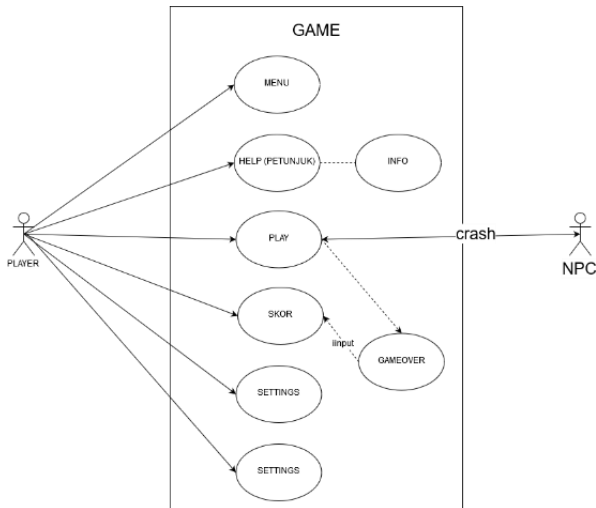 GAME
MENU
HELP (PETUNJUK)
INFO
PLAYER
PLAY
crash
NPC
SKOR
iinput
GAMEOVER
SETTINGS
SETTINGS